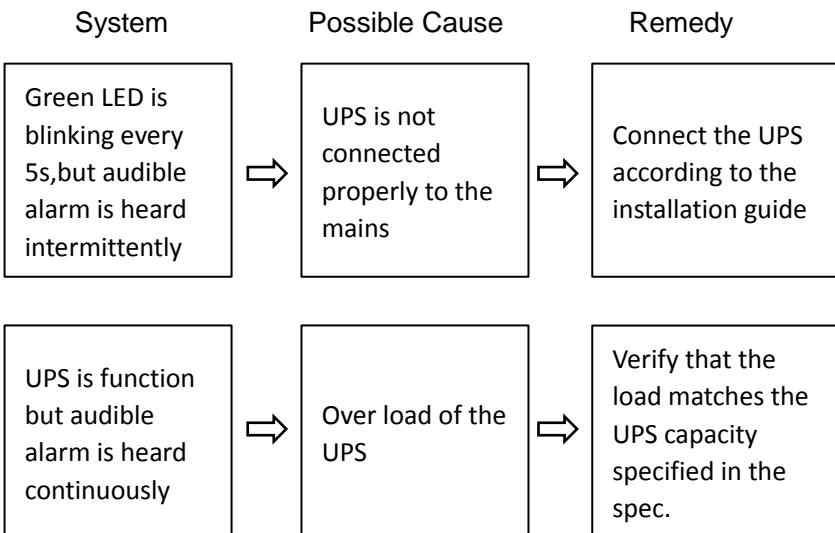 System Possible Cause Remedy
Green LED is
blinking every
5s,but audible
alarm is heard
intermittently
UPS is not
connected
properly to the
mains
Connect the UPS
according to the
installation guide
UPS is function
but audible
alarm is heard
continuously
Over load of the
UPS
Verify that the
load matches the
UPS capacity
specified in the
spec.